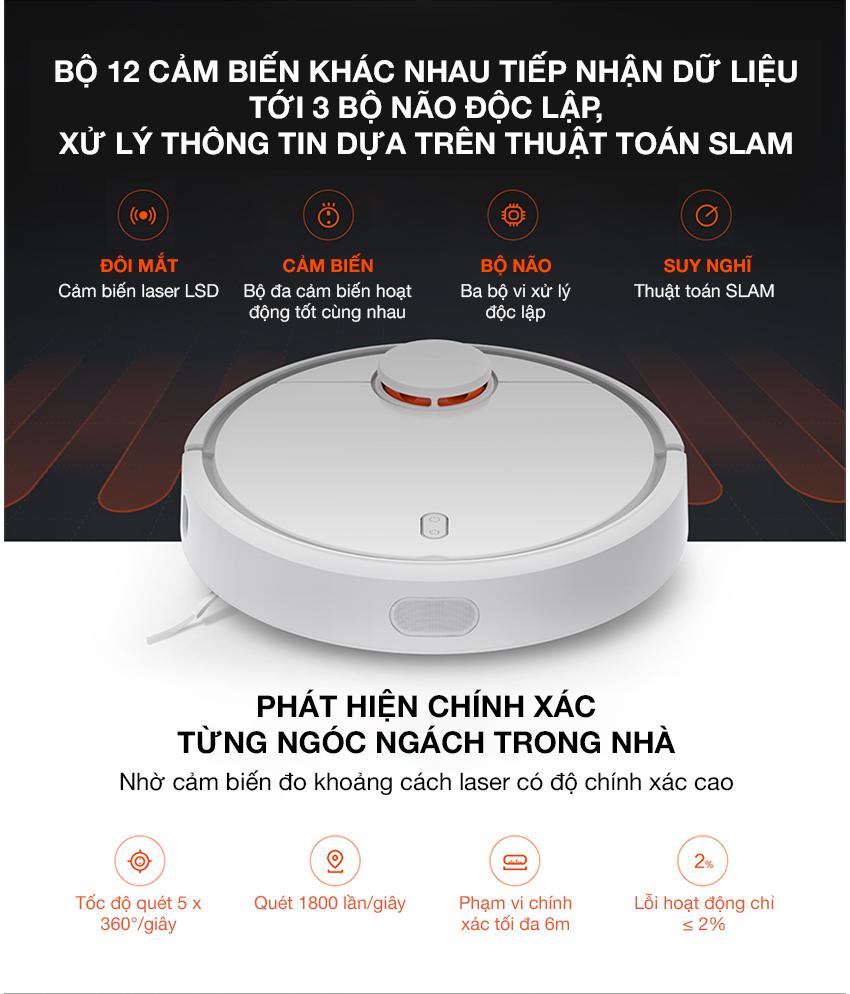 BỘ 12 CẢM BIẾN KHÁC NHAU TIẾP NHẬN DỮ LIỆU
TỚI 3 BỘ NÃO ĐỘC LẬP,
XỬ LÝ THÔNG TIN DỰA TRÊN THUẬT TOÁN SLAM
ĐÔI MẮT
Cảm biến laser LSD
CẢM BIẾN
Bộ đa cảm biến hoạt
động tốt cùng nhau
BỘ NÃO
Ba bộ vi xử lý
độc lập
SUY NGHĨ
Thuật toán SLAM
PHÁT HIỆN CHÍNH XÁC
TỪNG NGÓC NGÁCH TRONG NHÀ
Nhờ cảm biến đo khoảng cách laser có độ chính xác cao
Tốc độ quét 5 x
360°/giây
Quét 1800 lần/giây
Phạm vi chính
xác tối đa 6m
2%
Lỗi hoạt động chỉ
≤ 2%